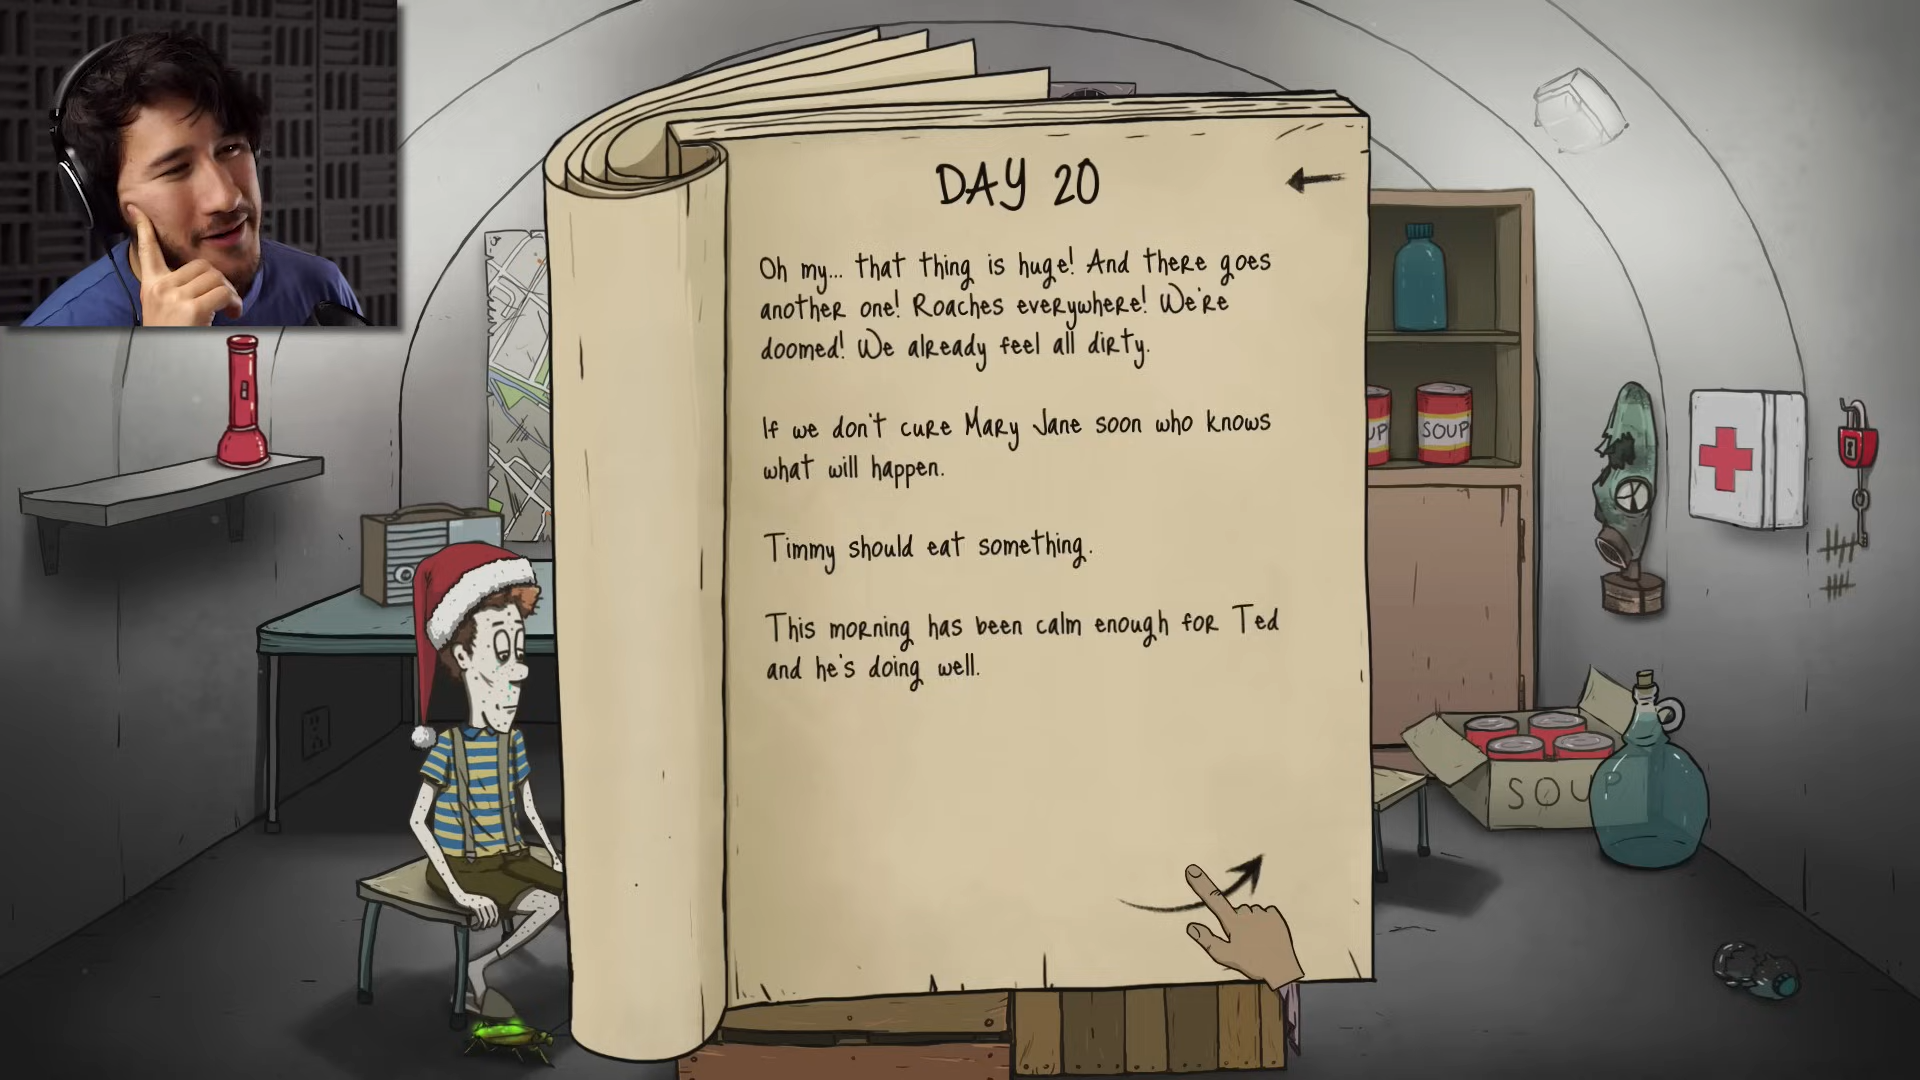 DAY 20
Oh my... that thing is huge! And there goes
another one! Roaches everywhere! We're
doomed! We already feel all dirty.
If we don't cure Mary Jane soon who knows
what will happen.
Timmy should eat something.
This morning has been calm enough for Ted
and he's doing well.
UP
SOUP
SOU